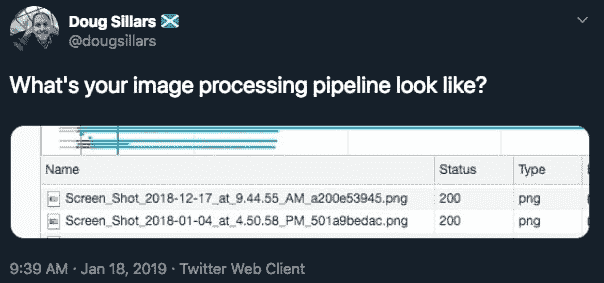 Doug Sillars 🏴󠁧󠁢󠁳󠁣󠁴󠁿
@dougsillars
What's your image processing pipeline look like?
Name Status Type
Screen_Shot_2018-12-17_at_9.44.55_AM_a200e53945.png 200 png
Screen_Shot_2018-01-04_at_4.50.58_PM_501a9bedac.png 200 png
9:39 AM · Jan 18, 2019 · Twitter Web Client